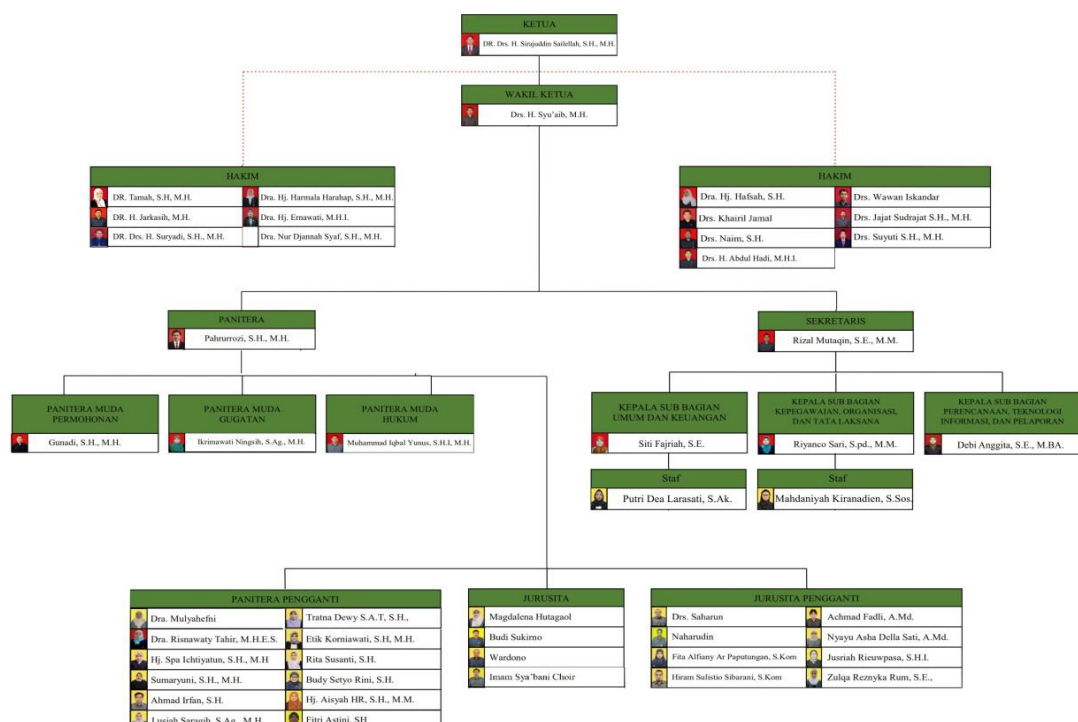 KETUA
DR. Drs. H. Sirajuddin Sailellah, S.H., M.H.
WAKIL KETUA
Drs. H. Syu'aib, M.H.
HAKIM
DR. Tamah, S.H, M.H.
Dra. Hj. Harmala Harahap, S.H., M.H.
DR. H. Jarkasih, M.H.
Dra. Hj. Ernawati, M.H.I.
DR. Drs. H. Suryadi, S.H., M.H.
Dra. Nur Djannah Syaf, S.H., M.H.
HAKIM
Dra. Hj. Hafsah, S.H.
Drs. Wawan Iskandar
Drs. Khairil Jamal
Drs. Jajat Sudrajat S.H., M.H.
Drs. Naim, S.H.
Drs. Suyuti S.H., M.H.
Drs. H. Abdul Hadi, M.H.I.
PANITERA
Pahrurrozi, S.H., M.H.
SEKRETARIS
Rizal Mutaqin, S.E., M.M.
PANITERA MUDA
PERMOHONAN
Gunadi, S.H., M.H.
PANITERA MUDA
GUGATAN
Ikrimawati Ningsih, S.Ag., M.H.
PANITERA MUDA
HUKUM
Muhammad Iqbal Yunus, S.H.I, M.H.
KEPALA SUB BAGIAN
UMUM DAN KEUANGAN
Siti Fajriah, S.E.
Staf
Putri Dea Larasati, S.Ak.
KEPALA SUB BAGIAN
KEPEGAWAIAN, ORGANISASI,
DAN TATA LAKSANA
Riyanco Sari, S.pd., M.M.
Staf
Mahdaniyah Kiranadien, S.Sos.
KEPALA SUB BAGIAN
PERENCANAAN, TEKNOLOGI
INFORMASI, DAN PELAPORAN
Debi Anggita, S.E., M.BA.
PANITERA PENGGANTI
Dra. Mulyahefni
Tratna Dewy S.A.T, S.H.,
Dra. Risnawaty Tahir, M.H.E.S.
Etik Korniawati, S.H, M.H.
Hj. Spa Ichtiyatun, S.H., M.H
Rita Susanti, S.H.
Sumaryuni, S.H., M.H.
Budy Setyo Rini, S.H.
Ahmad Irfan, S.H.
Hj. Aisyah HR, S.H., M.M.
Lusiah Saragih, S.Ag., M.H.
Fitri Astini, SH
JURUSITA
Magdalena Hutagaol
Budi Sukirno
Wardono
Imam Sya'bani Choir
JURUSITA PENGGANTI
Drs. Saharun
Achmad Fadli, A.Md.
Naharudin
Nyayu Asha Della Sati, A.Md.
Fita Alfiany Ar Paputungan, S.Kom
Jusriah Rieuwpasa, S.H.I.
Hiram Sulistio Sibarani, S.Kom
Zulqa Reznyka Rum, S.E.,